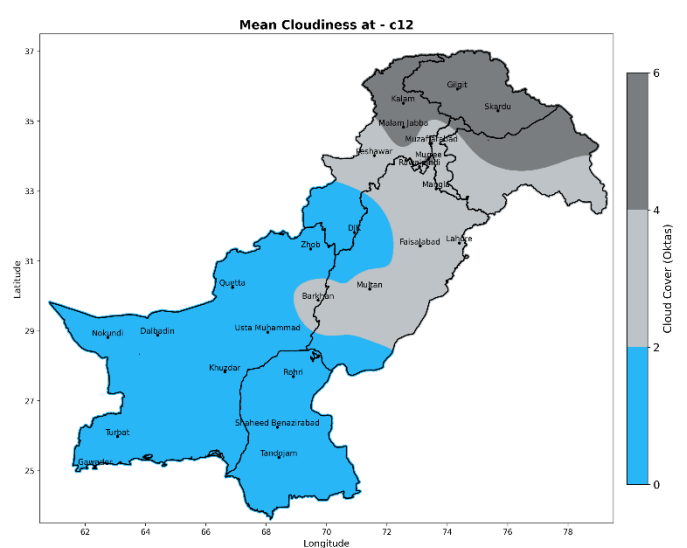 Mean Cloudiness at - c12
37
35
33
31
29
27
25
Latitude
62
64
66
68
70
72
74
76
78
Longitude
Gilgit
Kalam
Skardu
Malam Jabba
Muzaffarabad
Peshawar
Murree
Rawalpindi
Mangla
DIK
Zhob
Faisalabad
Lahore
Quetta
Multan
Barkhan
Nokundi
Dalbadin
Usta Muhammad
Khuzdar
Rohri
Shaheed Benazirabad
Turbat
Tandojam
Gawader
6
4
2
0
Cloud Cover (Oktas)